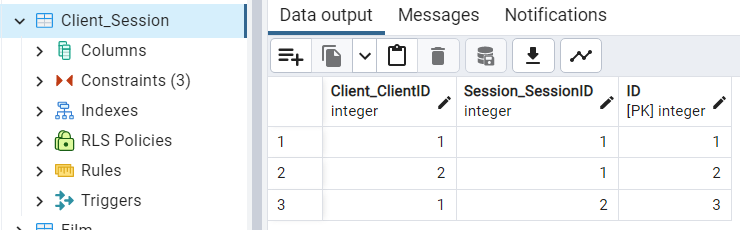 Client_Session
Columns
Constraints (3)
Indexes
RLS Policies
Rules
Triggers
Film
Data output Messages Notifications
Client_ClientID Session_SessionID ID
integer integer [PK] integer
1 1 1 1
2 2 1 2
3 1 2 3